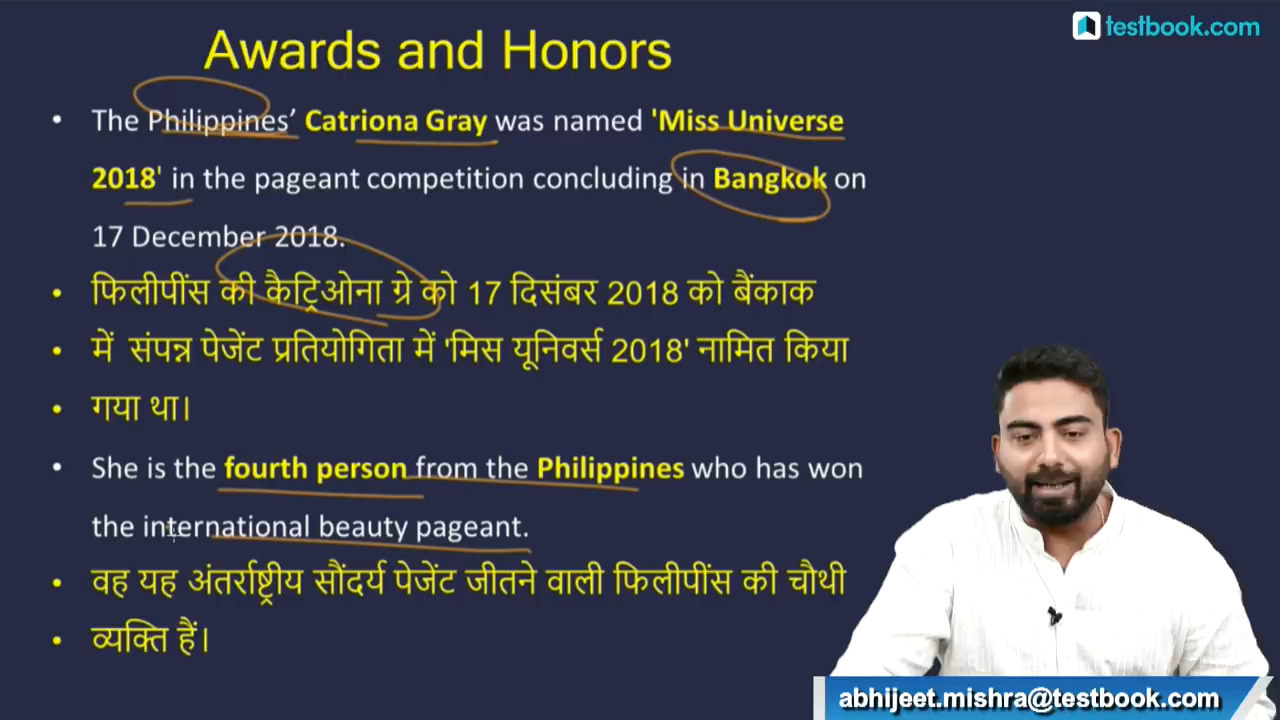 testbook.com
Awards and Honors
• The Philippines’ Catriona Gray was named 'Miss Universe
2018' in the pageant competition concluding in Bangkok on
17 December 2018.
• फिलीपींस की कैट्रिओना ग्रे को 17 दिसंबर 2018 को बैंकाक
• में संपन्न पेजेंट प्रतियोगिता में 'मिस यूनिवर्स 2018' नामित किया
• गया था।
• She is the fourth person from the Philippines who has won
the international beauty pageant.
• वह यह अंतर्राष्ट्रीय सौंदर्य पेजेंट जीतने वाली फिलीपींस की चौथी
• व्यक्ति हैं।
abhijeet.mishra@testbook.com